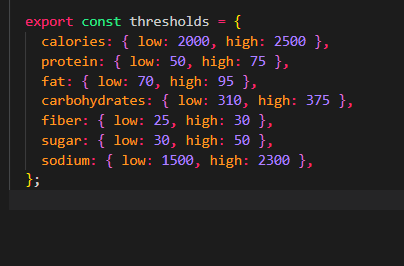 export const thresholds = {
  calories: { low: 2000, high: 2500 },
  protein: { low: 50, high: 75 },
  fat: { low: 70, high: 95 },
  carbohydrates: { low: 310, high: 375 },
  fiber: { low: 25, high: 30 },
  sugar: { low: 30, high: 50 },
  sodium: { low: 1500, high: 2300 },
};